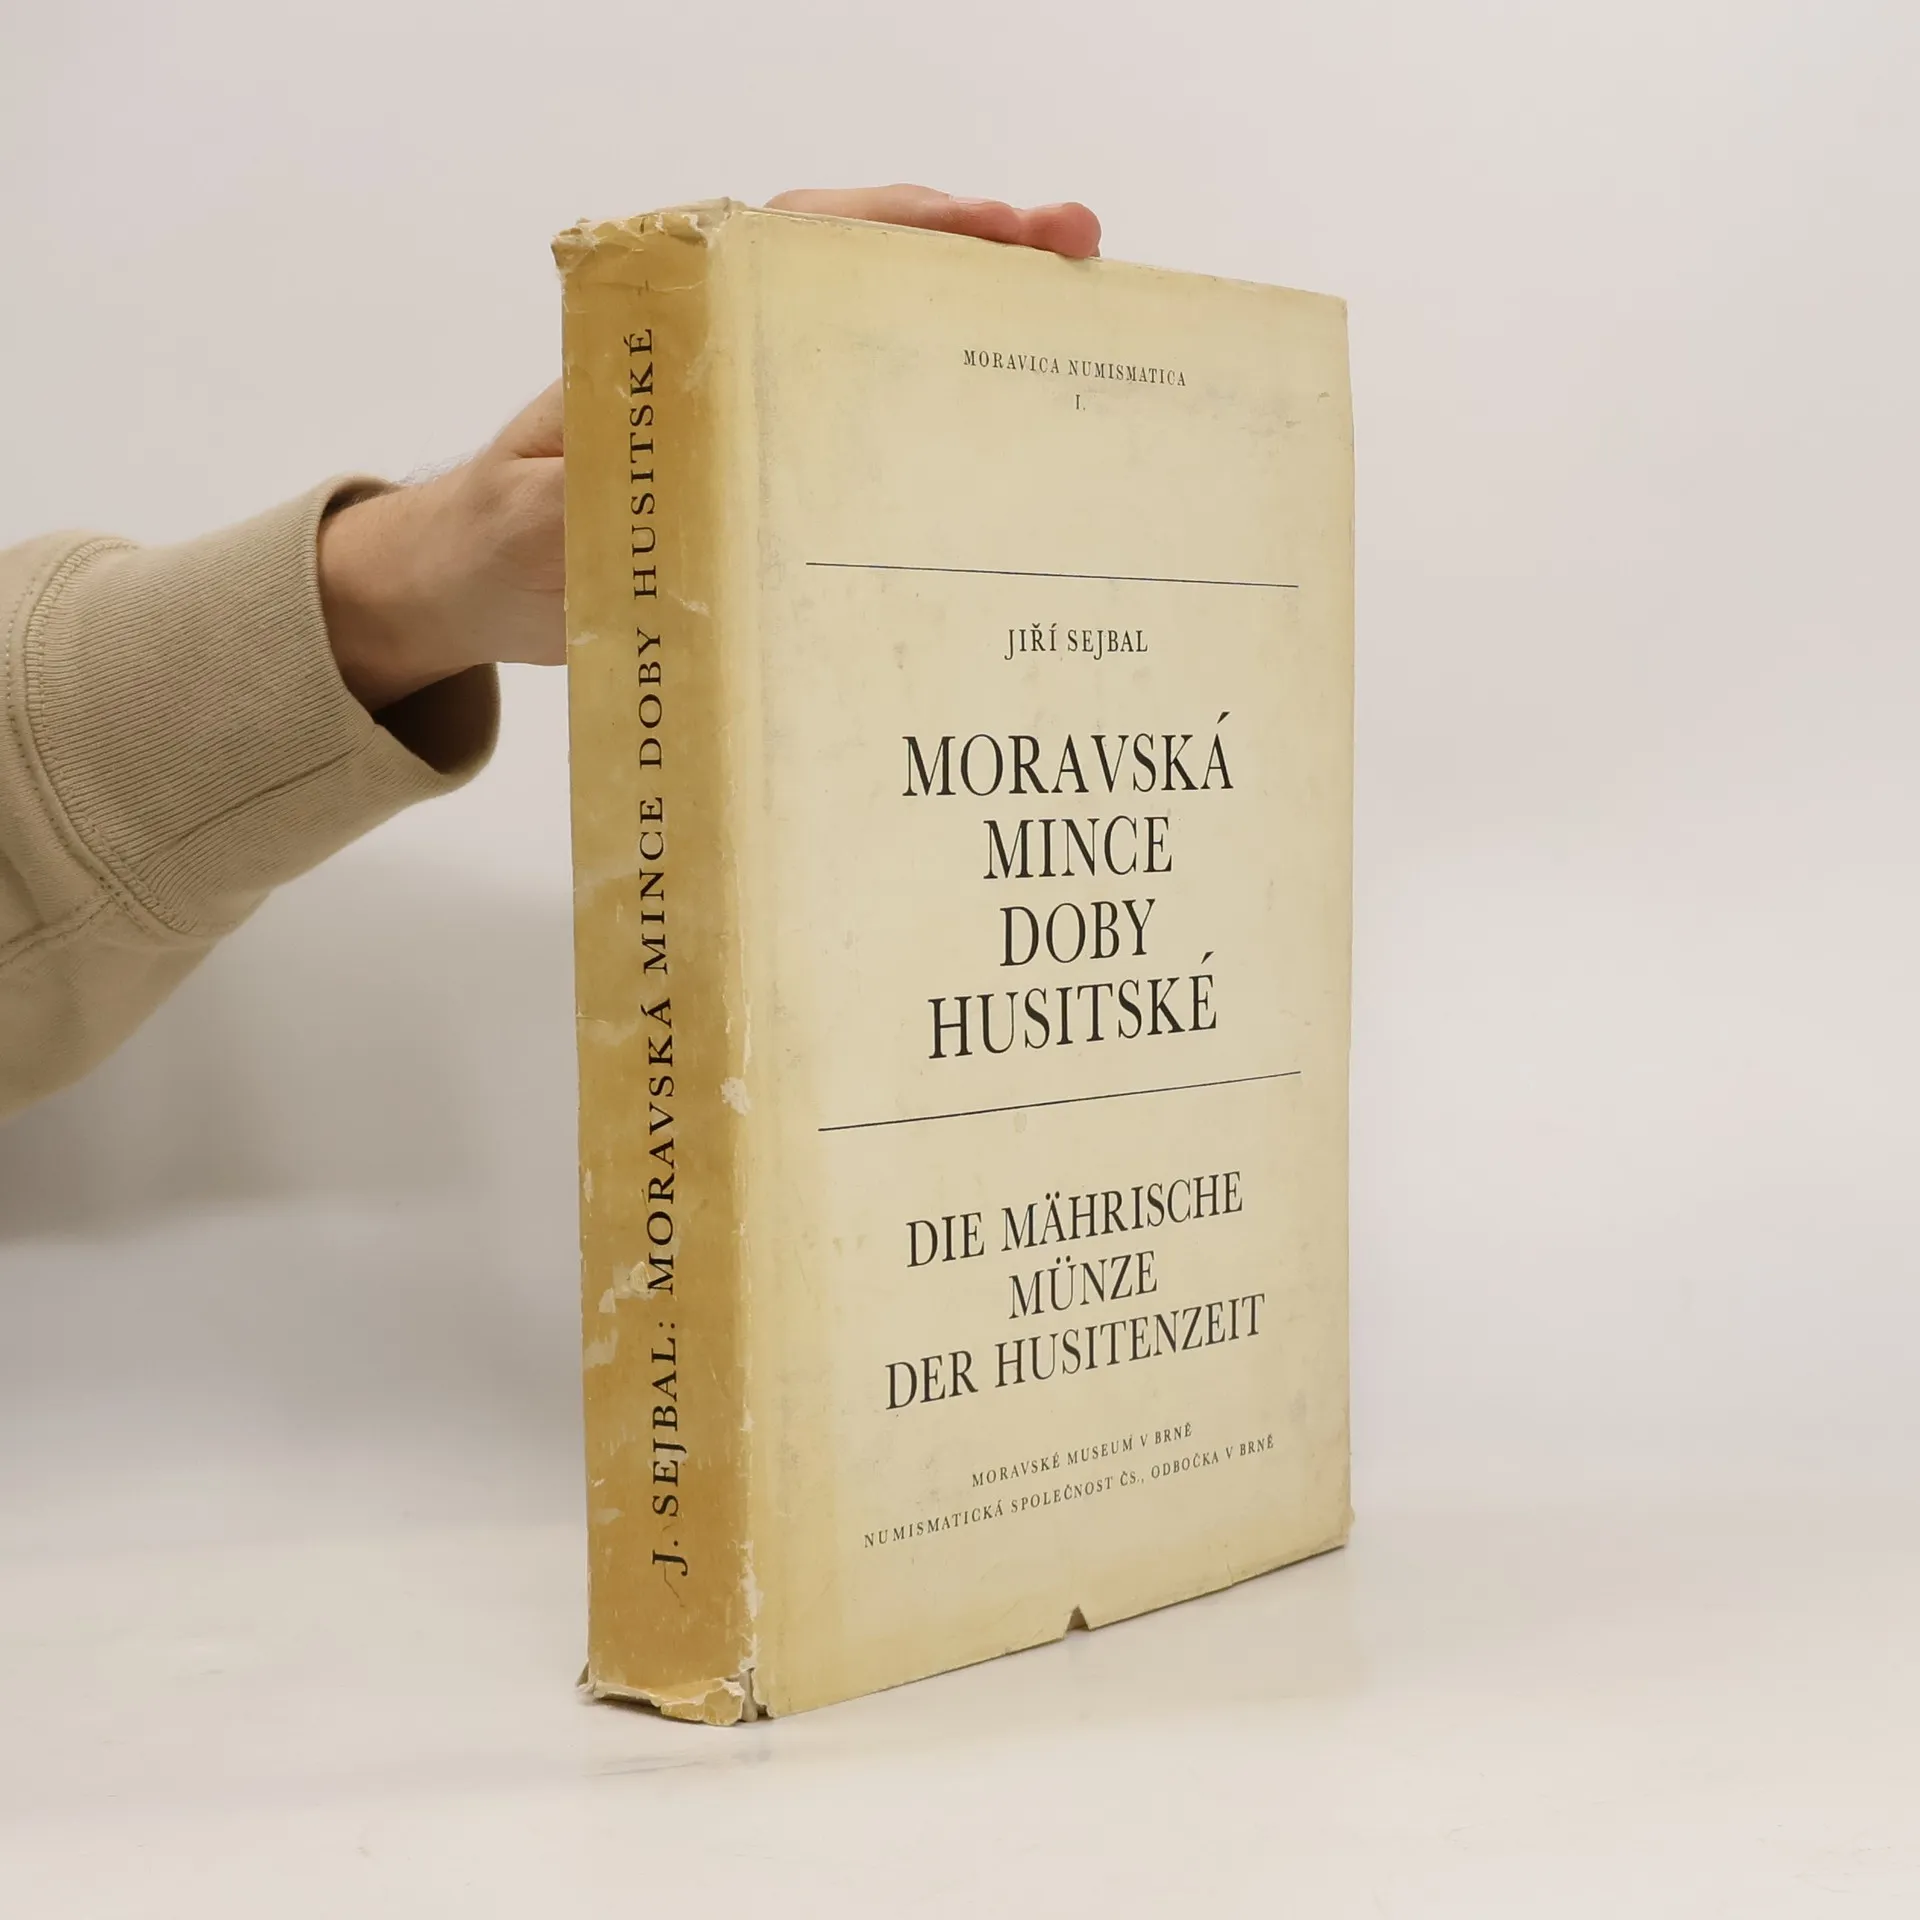 J. SEJBAL: MORAVSKÁ MINCE DOBY HUSITSKÉ
MORAVICA NUMISMATICA
I.
JIŘÍ SEJBAL
MORAVSKÁ
MINCE
DOBY
HUSITSKÉ
DIE MÄHRISCHE
MÜNZE
DER HUSITENZEIT
MORAVSKÉ MUSEUM V BRNĚ
NUMISMATICKÁ SPOLEČNOST ČS., ODBOČKA V BRNĚ